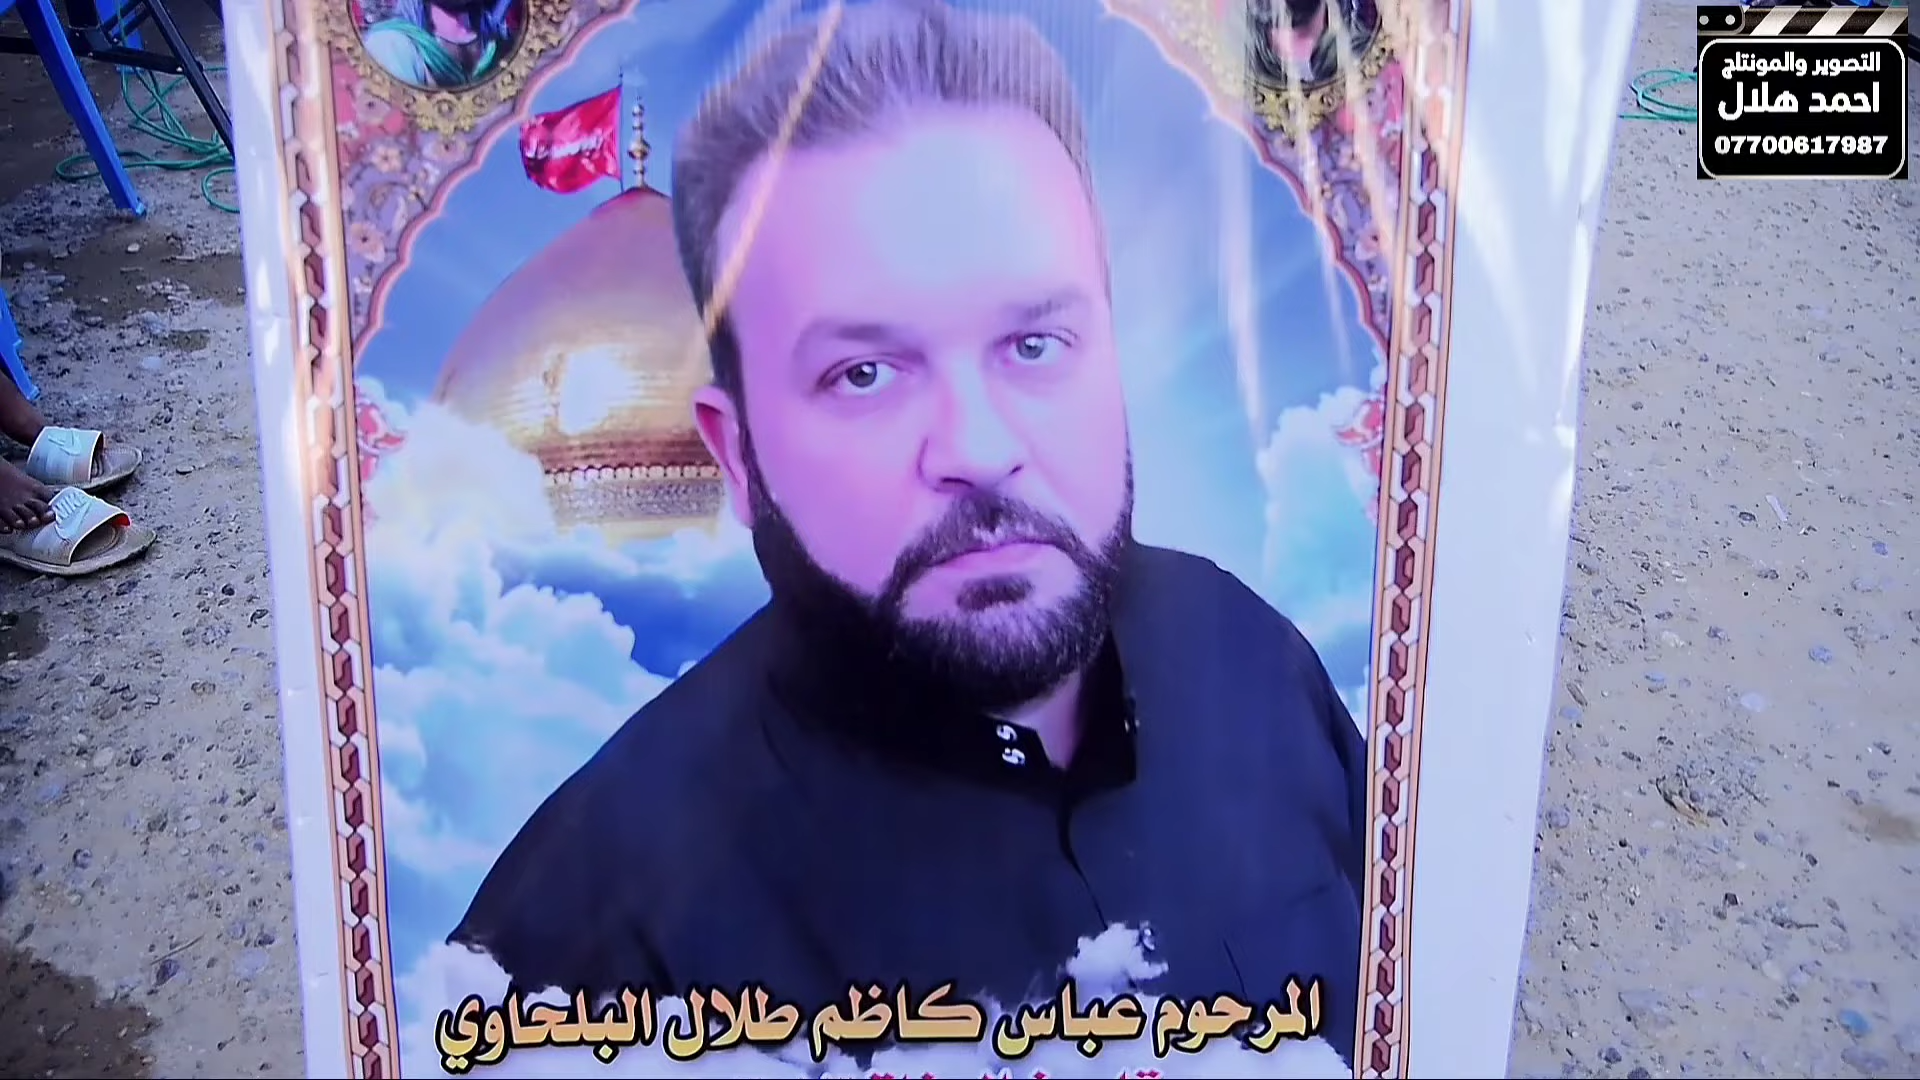 التصوير والمونتاج
احمد هلال
07700617987
المرحوم عباس كاظم طلال البلحاوي